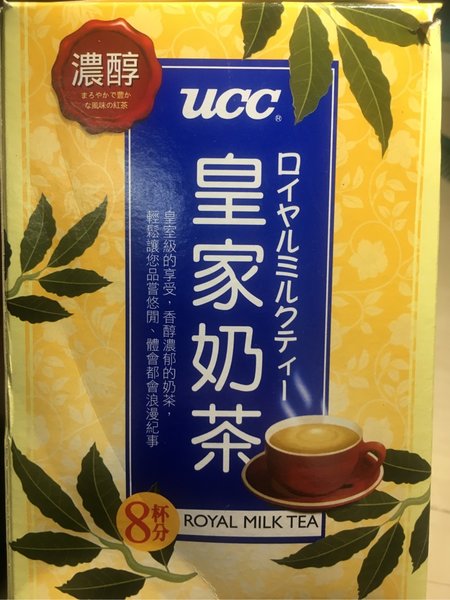 濃醇
まろやかで豊か
な風味の紅茶
UCC®
ロイヤルミルクティー
皇家奶茶
皇室級的享受，香醇濃郁的奶茶，
輕鬆讓您品嘗悠閒、體會都會浪漫紀事
8杯分
ROYAL MILK TEA